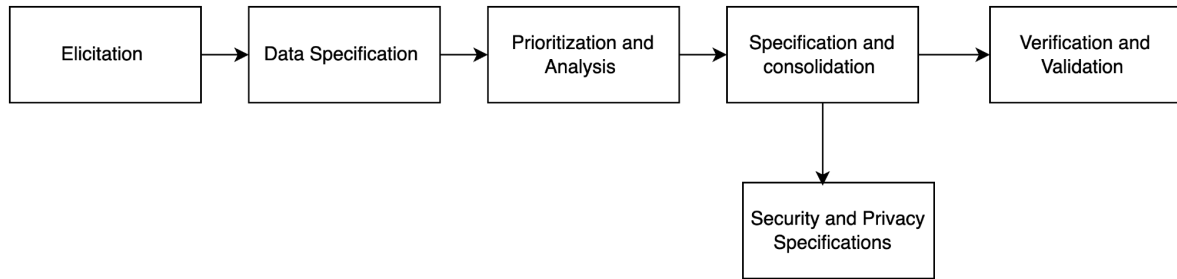 Elicitation
Data Specification
Prioritization and
Analysis
Specification and
consolidation
Verification and
Validation
Security and Privacy
Specifications